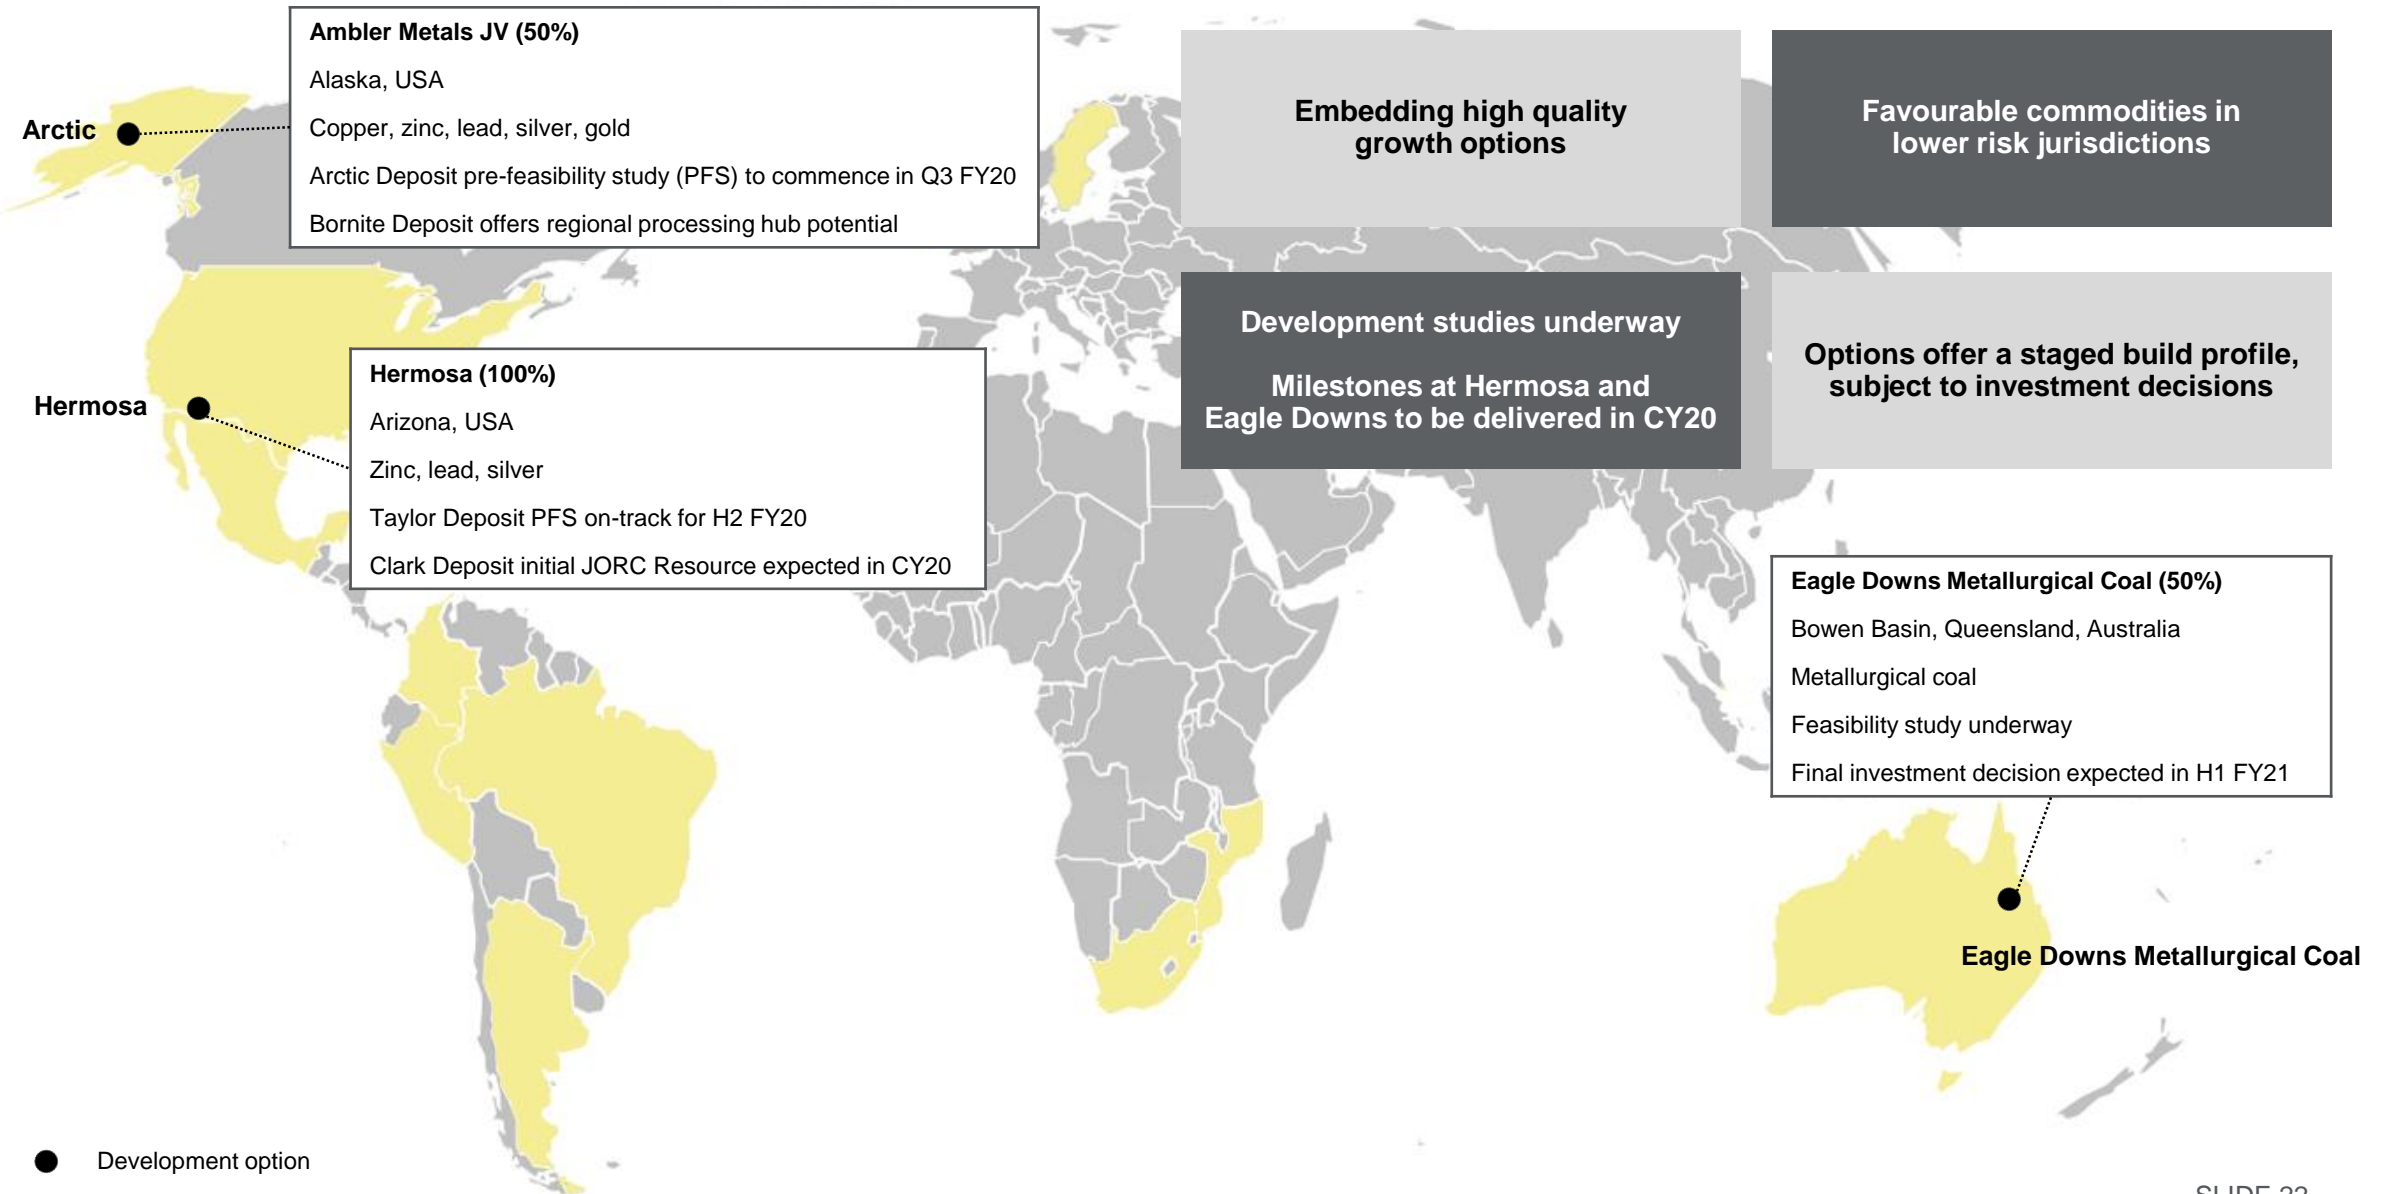 Ambler Metals JV (50%)
Alaska, USA
Copper, zinc, lead, silver, gold
Arctic Deposit pre-feasibility study (PFS) to commence in Q3 FY20
Bornite Deposit offers regional processing hub potential
Arctic
Embedding high quality
growth options
Favourable commodities in
lower risk jurisdictions
Development studies underway
Milestones at Hermosa and
Eagle Downs to be delivered in CY20
Options offer a staged build profile,
subject to investment decisions
Hermosa
Hermosa (100%)
Arizona, USA
Zinc, lead, silver
Taylor Deposit PFS on-track for H2 FY20
Clark Deposit initial JORC Resource expected in CY20
Eagle Downs Metallurgical Coal (50%)
Bowen Basin, Queensland, Australia
Metallurgical coal
Feasibility study underway
Final investment decision expected in H1 FY21
Eagle Downs Metallurgical Coal
Development option
SLIDE